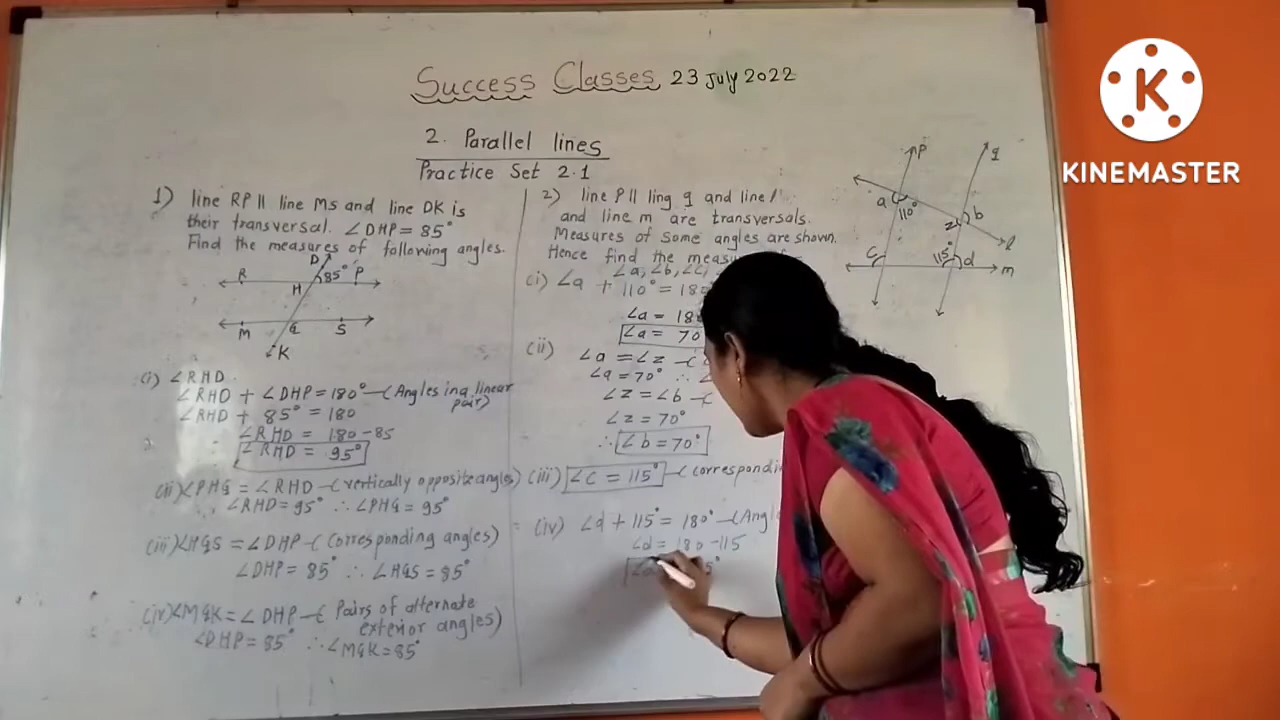 Success Classes 23 July 2022
2. Parallel lines
Practice Set 2.1
1) line RP || line MS and line DK is
their transversal. ∠DHP = 85°
Find the measures of following angles.
D
R
85°
P
H
M
G
S
K
(i) ∠RHD.
∠RHD + ∠DHP = 180° —(Angles in a linear
pair)
∠RHD + 85° = 180
∠RHD = 180-85
∠RHD = 95°
(ii) ∠PHG = ∠RHD —(vertically opposite angles)
∠RHD = 95° ∴ ∠PHG = 95°
(iii) ∠HGS = ∠DHP —( Corresponding angles)
∠DHP = 85° ∴ ∠HGS = 85°
(iv) ∠MGK = ∠DHP —( Pairs of alternate
exterior angles)
∠DHP = 85° ∴ ∠MGK = 85°
2) line P || ling q and line l
and line m are transversals.
Measures of some angles are shown.
Hence find the
∠a, ∠b, ∠c,
(i) ∠a + 110° = 180
∠a =
∠a = 70
(ii) ∠a = ∠z —(
∠a = 70° ∴ ∠
∠z = ∠b —(
∠z = 70°
∴ ∠b = 70°
(iii) ∠c = 115° —( corresponding
(iv) ∠d + 115° = 180° —(
∠d = 180-115
P
q
a
110°
z
b
l
c
115°
d
m
K
KINEMASTER